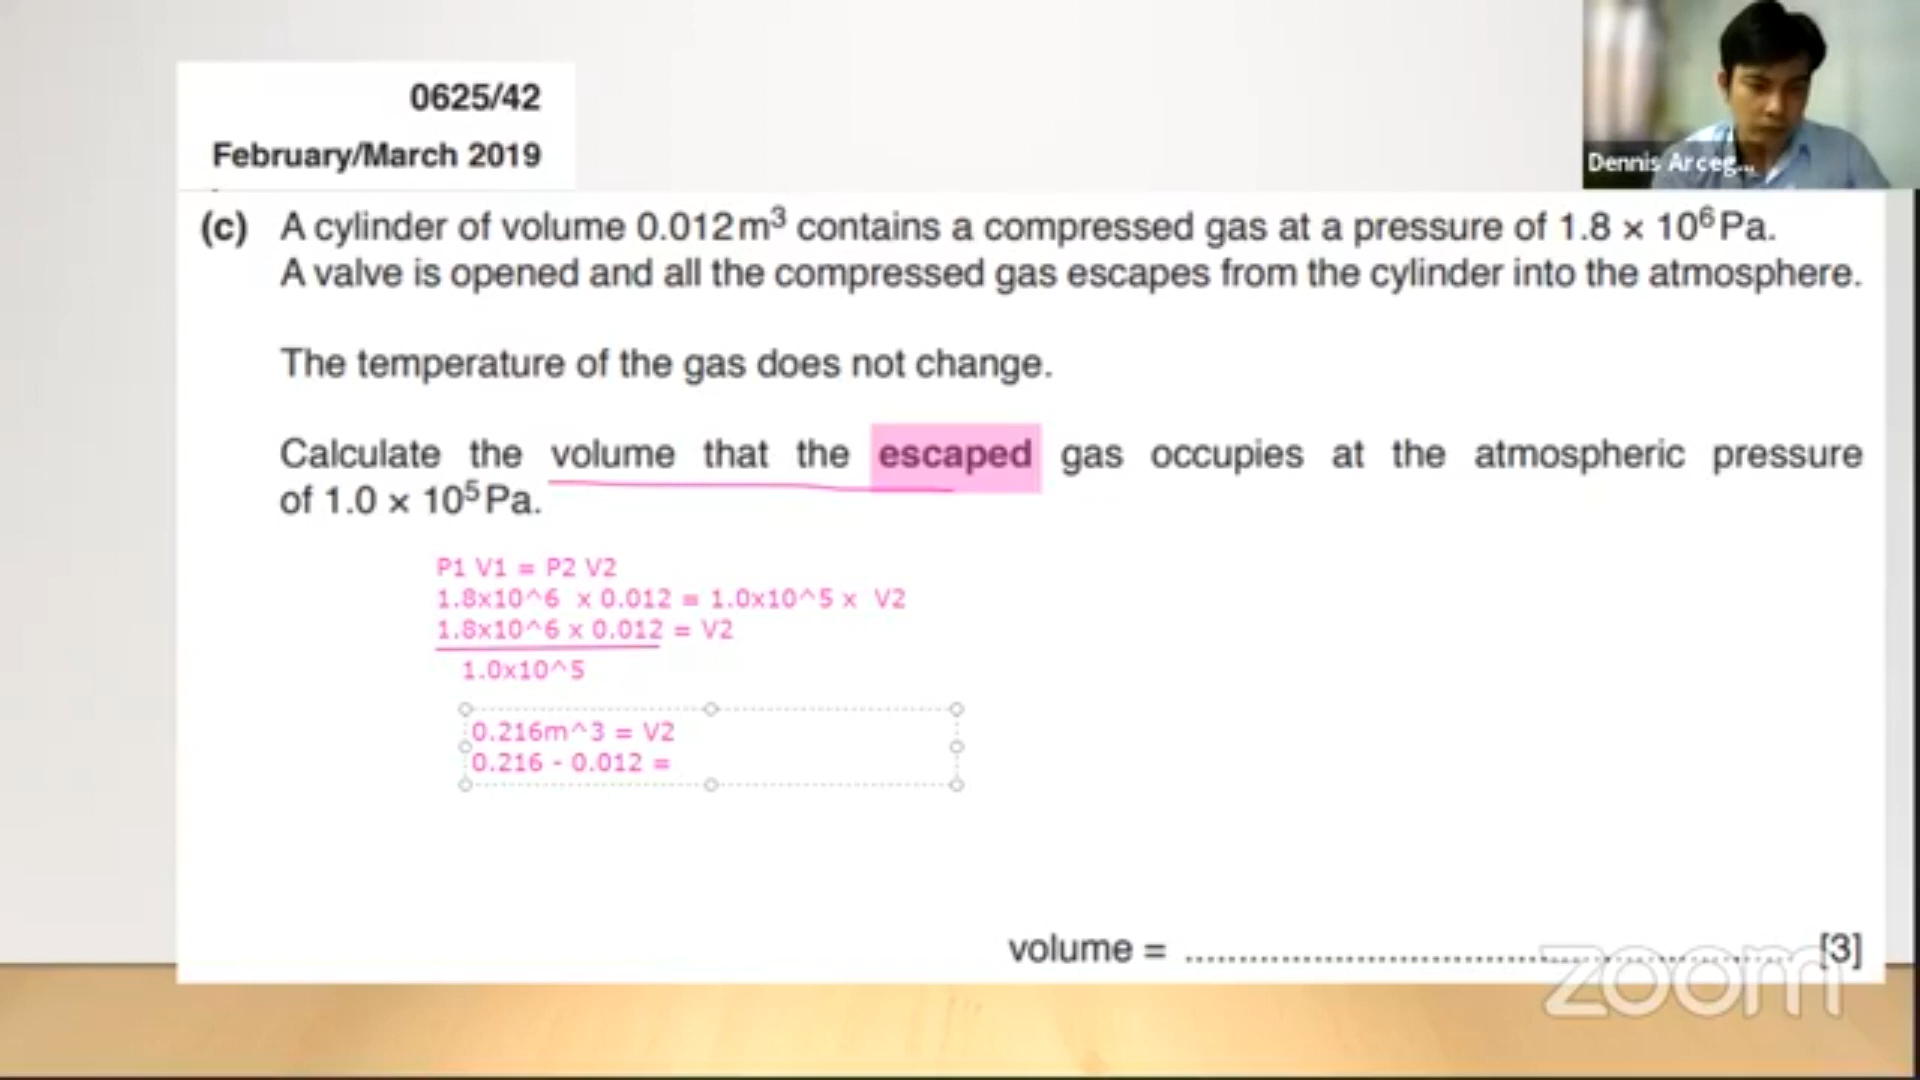 0625/42
February/March 2019
Dennis Arceg...
(c) A cylinder of volume 0.012 m³ contains a compressed gas at a pressure of 1.8 × 10⁶ Pa.
A valve is opened and all the compressed gas escapes from the cylinder into the atmosphere.
The temperature of the gas does not change.
Calculate the volume that the escaped gas occupies at the atmospheric pressure
of 1.0 × 10⁵ Pa.
P1 V1 = P2 V2
1.8x10^6 x 0.012 = 1.0x10^5 x V2
1.8x10^6 x 0.012 = V2
1.0x10^5
0.216m^3 = V2
0.216 - 0.012 =
volume = ........................................................ [3]
zoom